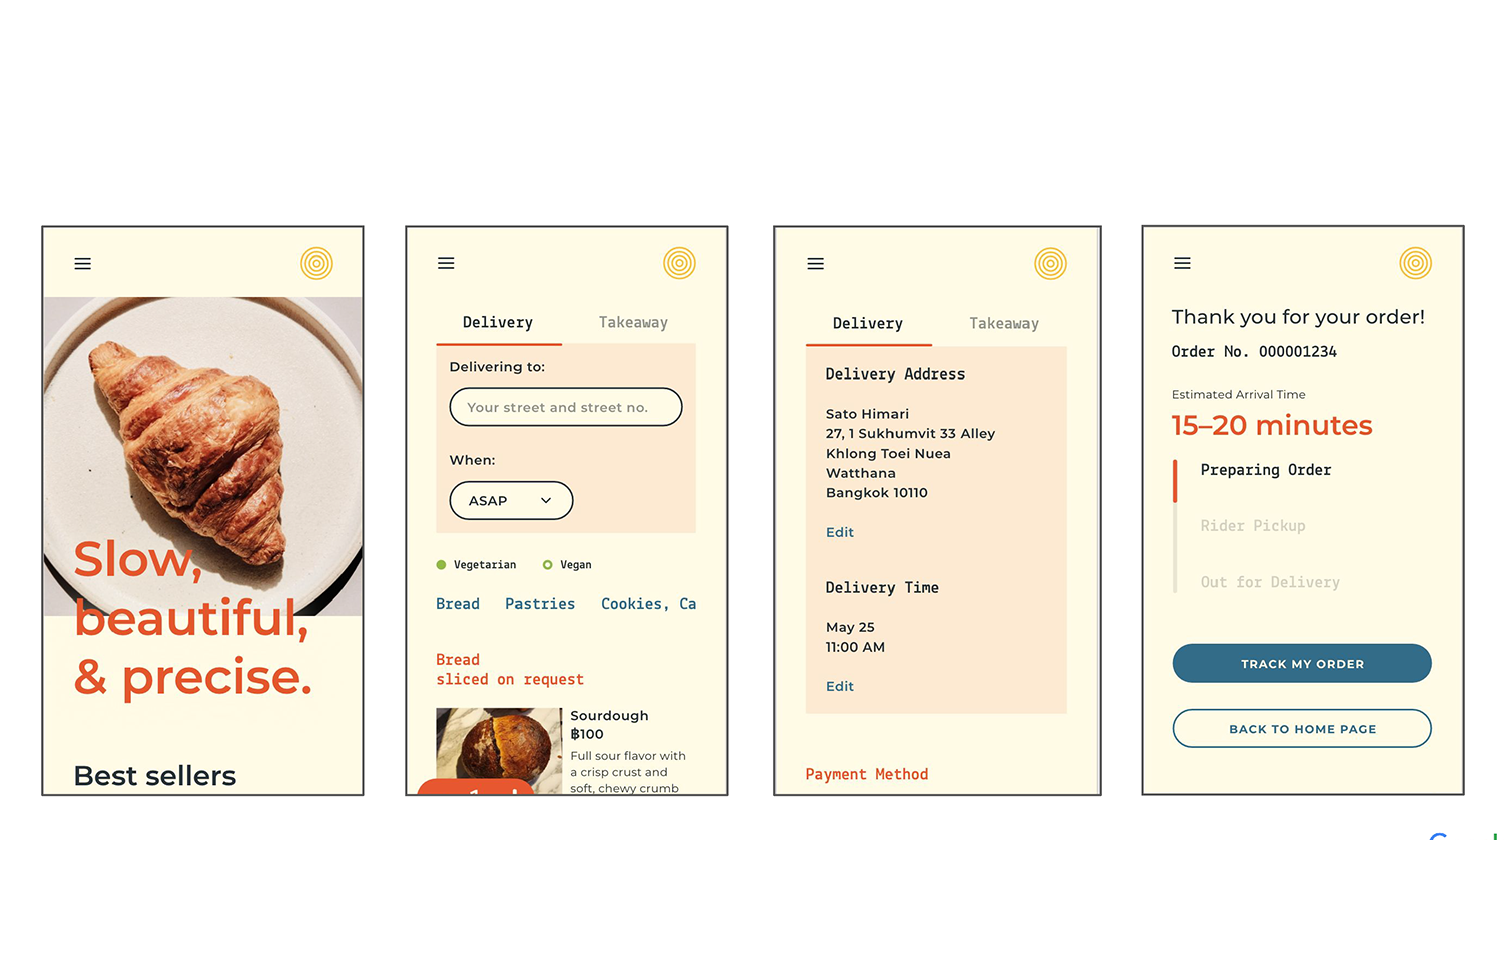 Slow,
beautiful,
& precise.
Best sellers
Delivery Takeaway
Delivering to:
Your street and street no.
When:
ASAP
Vegetarian Vegan
Bread Pastries Cookies, Ca
Bread
sliced on request
Sourdough
฿100
Full sour flavor with
a crisp crust and
soft, chewy crumb
Delivery Takeaway
Delivery Address
Sato Himari
27, 1 Sukhumvit 33 Alley
Khlong Toei Nuea
Watthana
Bangkok 10110
Edit
Delivery Time
May 25
11:00 AM
Edit
Payment Method
Thank you for your order!
Order No. 000001234
Estimated Arrival Time
15–20 minutes
Preparing Order
Rider Pickup
Out for Delivery
TRACK MY ORDER
BACK TO HOME PAGE